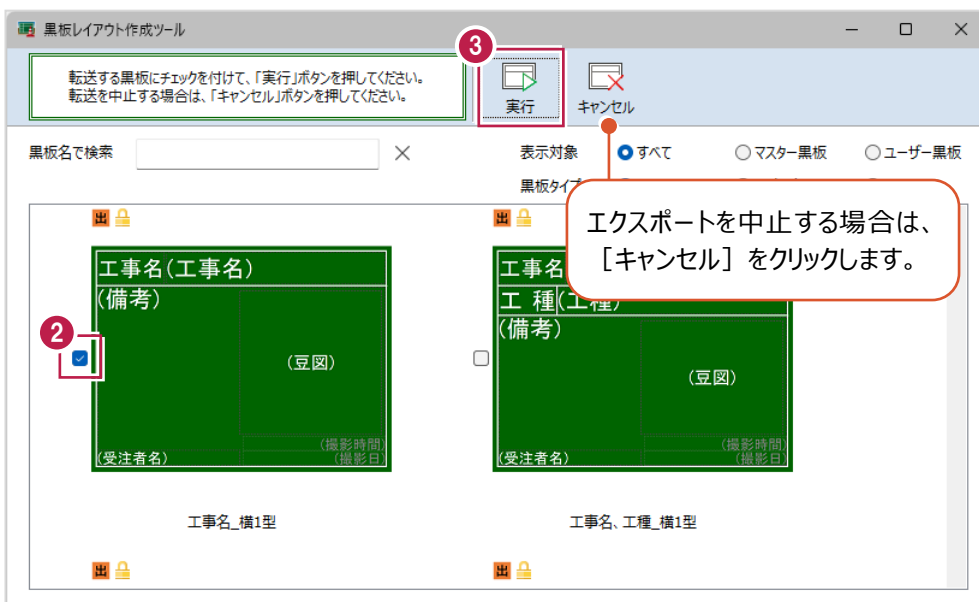 黒板レイアウト作成ツール
3
転送する黒板にチェックを付けて、「実行」ボタンを押してください。
転送を中止する場合は、「キャンセル」ボタンを押してください。
実行
キャンセル
黒板名で検索
表示対象
すべて
マスター黒板
ユーザー黒板
黒板タイプ
エクスポートを中止する場合は、
［キャンセル］をクリックします。
出
出
工事名(工事名)
(備考)
2
(豆図)
(撮影時間)
(受注者名)
(撮影日)
工事名
工 種(工種)
(備考)
(豆図)
(撮影時間)
(受注者名)
(撮影日)
工事名_横1型
工事名、工種_横1型
出
出